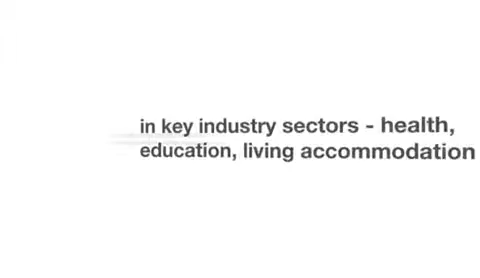 in key industry sectors - health,
education, living accommodation